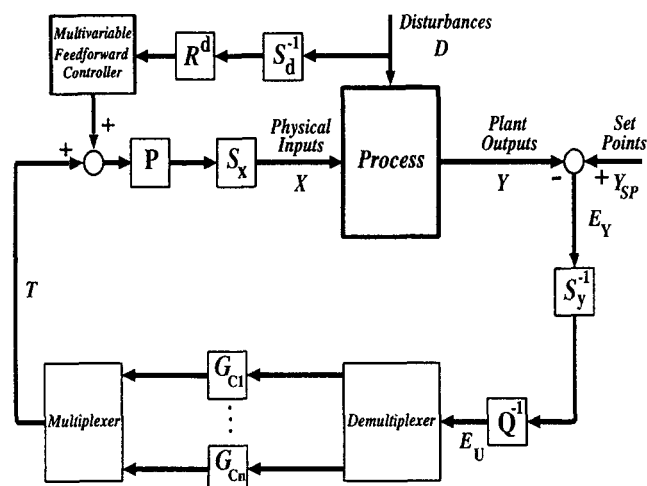 Multivariable
Feedforward
Controller
R^d
S_d^-1
Disturbances
D
+
+
P
S_x
Physical
Inputs
X
Process
Plant
Outputs
Y
-
+
Set
Points
Y_SP
E_Y
S_y^-1
T
Multiplexer
G_C1
⋮
G_Cn
Demultiplexer
E_U
Q^-1